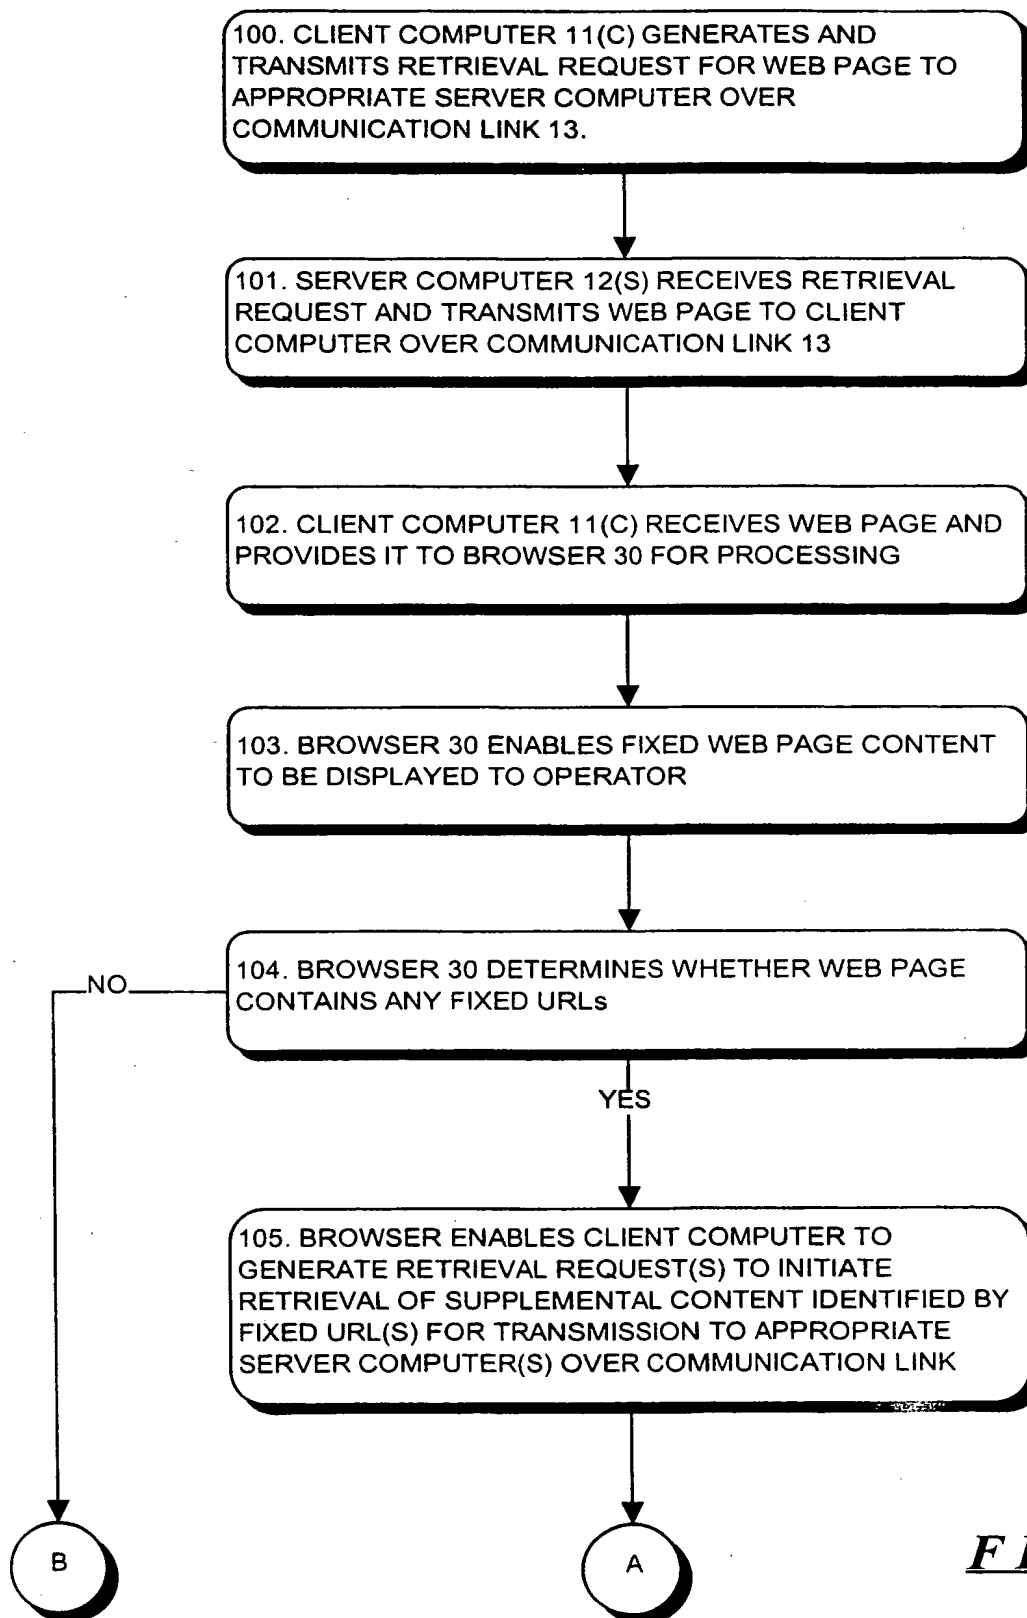 100. CLIENT COMPUTER 11(C) GENERATES AND
TRANSMITS RETRIEVAL REQUEST FOR WEB PAGE TO
APPROPRIATE SERVER COMPUTER OVER
COMMUNICATION LINK 13.
101. SERVER COMPUTER 12(S) RECEIVES RETRIEVAL
REQUEST AND TRANSMITS WEB PAGE TO CLIENT
COMPUTER OVER COMMUNICATION LINK 13
102. CLIENT COMPUTER 11(C) RECEIVES WEB PAGE AND
PROVIDES IT TO BROWSER 30 FOR PROCESSING
103. BROWSER 30 ENABLES FIXED WEB PAGE CONTENT
TO BE DISPLAYED TO OPERATOR
104. BROWSER 30 DETERMINES WHETHER WEB PAGE
CONTAINS ANY FIXED URLs
NO
YES
105. BROWSER ENABLES CLIENT COMPUTER TO
GENERATE RETRIEVAL REQUEST(S) TO INITIATE
RETRIEVAL OF SUPPLEMENTAL CONTENT IDENTIFIED BY
FIXED URL(S) FOR TRANSMISSION TO APPROPRIATE
SERVER COMPUTER(S) OVER COMMUNICATION LINK
B
A